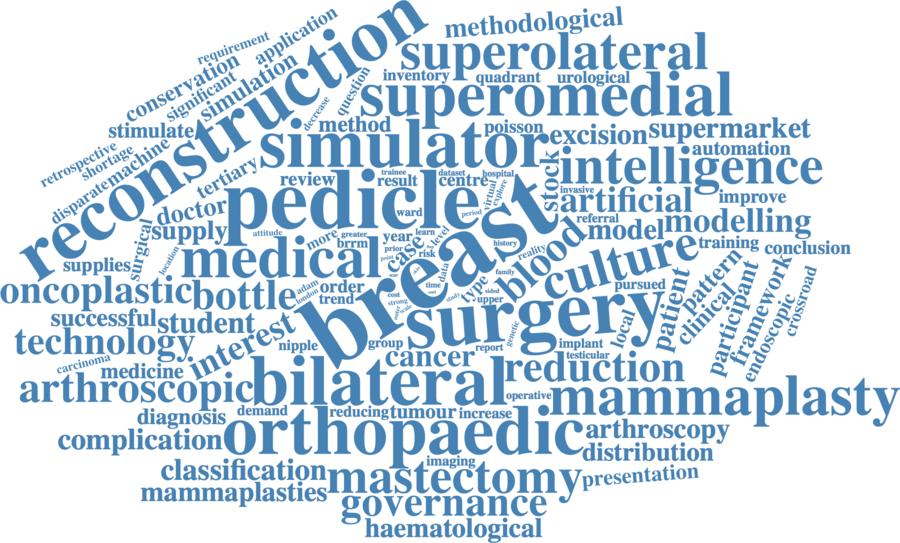 requirement
application
methodological
conservation
significant
simulation
reconstruction
superolateral
inventory
quadrant
urological
question
decrease
superomedial
stimulate
method
poisson
excision
supermarket
retrospective
shortage
machine
simulator
automation
disparate
tertiary
review
trainee
result
dataset
centre
hospital
intelligence
doctor
pedicle
virtual
explore
stock
invasive
artificial
improve
ward
period
referral
supply
surgical
attitude
more
greater
year
learn
level
model
modelling
location
brrm
prior
case
risk
history
reality
blood
culture
training
conclusion
supplies
medical
point
data
family
breast
oncoplastic
bottle
adam
london
order
trend
cost
strong
time
study
type
sided
upper
pursued
patient
pattern
framework
crossroad
successful
student
surgery
genetic
local
clinical
participant
endoscopic
technology
interest
nipple
group
cancer
report
implant
testicular
carcinoma
medicine
arthroscopic
bilateral
reduction
operative
mammaplasty
diagnosis
demand
reducing
tumour
increase
complication
orthopaedic
arthroscopy
distribution
classification
imaging
mastectomy
presentation
mammaplasties
governance
haematological